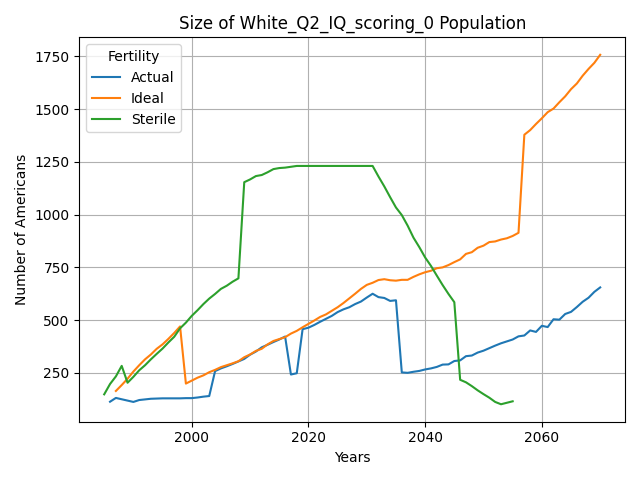 Size of White_Q2_IQ_scoring_0 Population
Fertility
Actual
Ideal
Sterile
Number of Americans
1750
1500
1250
1000
750
500
250
2000
2020
2040
2060
Years